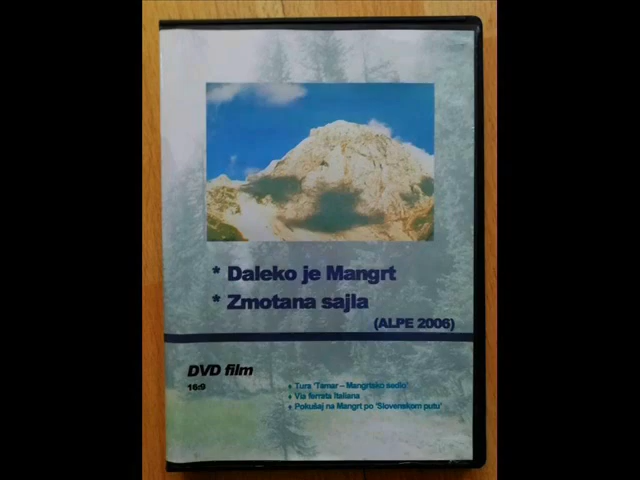 * Daleko je Mangrt
* Zmotana sajla
(ALPE 2006)
DVD film
16:9
♦ Tura 'Tamar – Mangrtsko sedlo'
♦ Via ferrata Italiana
♦ Pokušaj na Mangrt po 'Slovenskom putu'